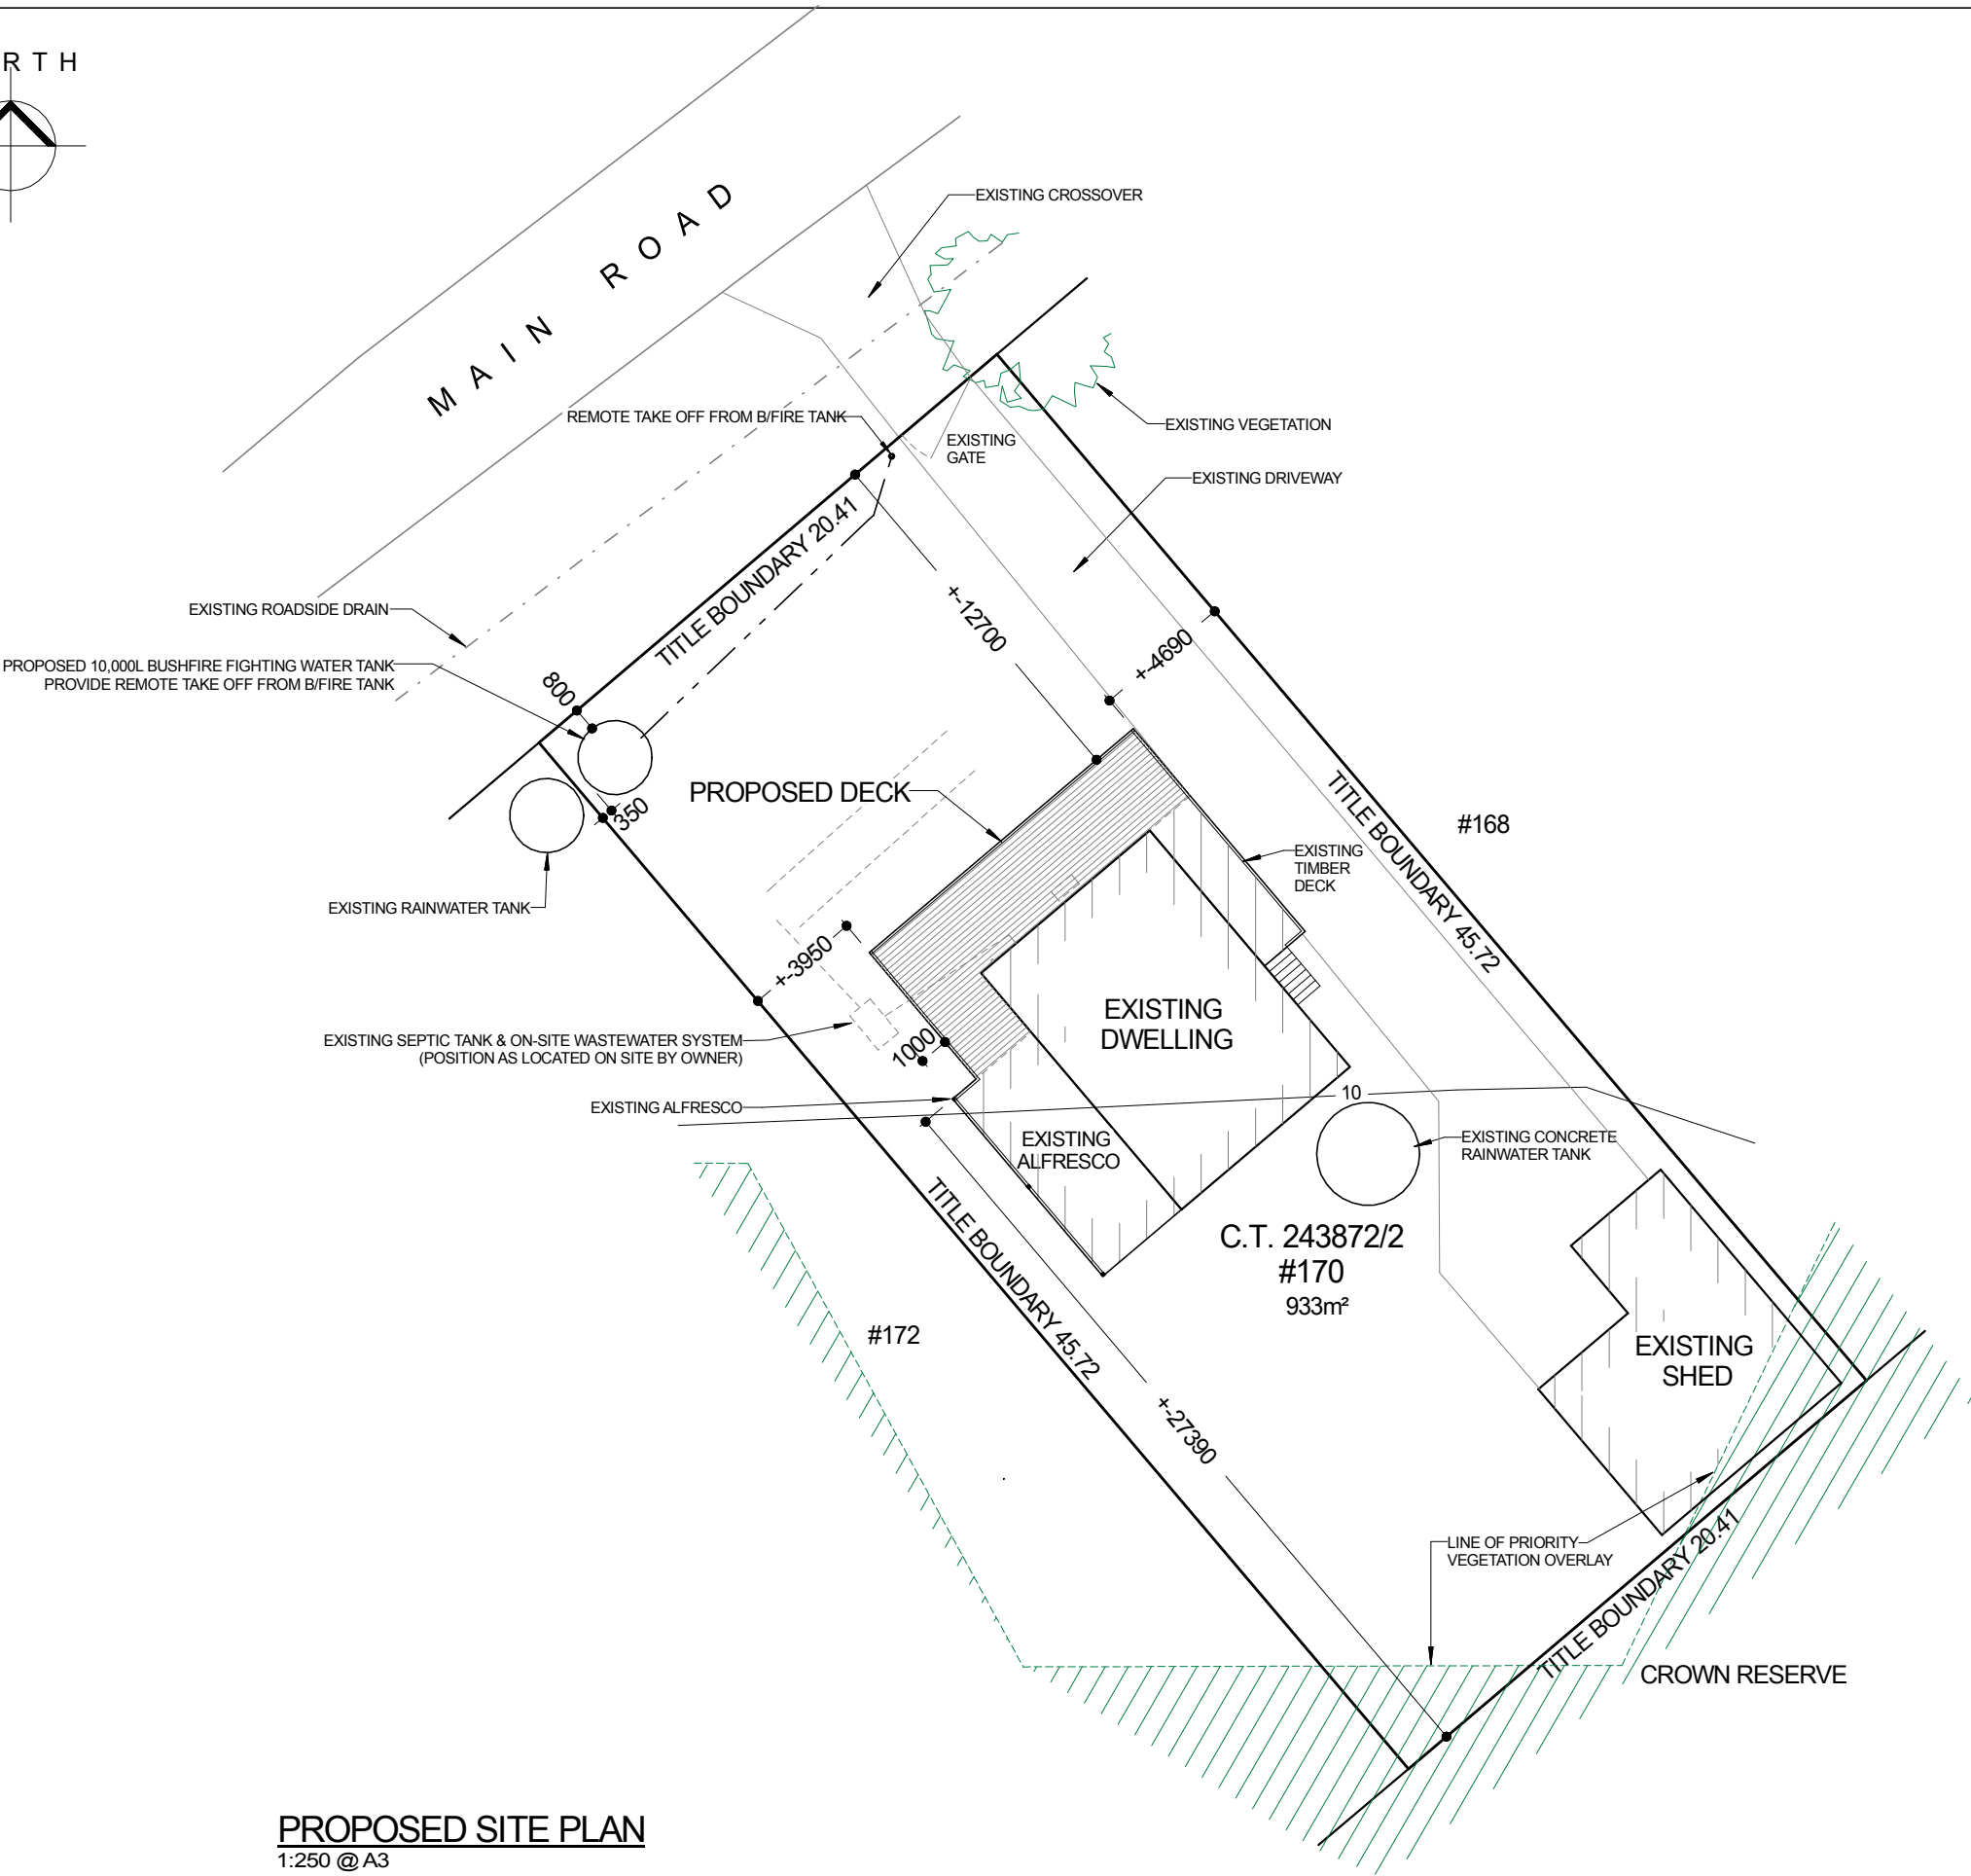 R T H
MAIN ROAD
EXISTING CROSSOVER
REMOTE TAKE OFF FROM B/FIRE TANK
EXISTING
GATE
EXISTING VEGETATION
EXISTING DRIVEWAY
TITLE BOUNDARY 20.41
+-12700
+-4690
EXISTING ROADSIDE DRAIN
PROPOSED 10,000L BUSHFIRE FIGHTING WATER TANK
PROVIDE REMOTE TAKE OFF FROM B/FIRE TANK
800
350
PROPOSED DECK
EXISTING RAINWATER TANK
TITLE BOUNDARY 45.72
#168
EXISTING
TIMBER
DECK
+-3950
EXISTING
DWELLING
EXISTING SEPTIC TANK & ON-SITE WASTEWATER SYSTEM
(POSITION AS LOCATED ON SITE BY OWNER)
1000
EXISTING ALFRESCO
10
EXISTING
ALFRESCO
EXISTING CONCRETE
RAINWATER TANK
TITLE BOUNDARY 45.72
C.T. 243872/2
#170
933m²
#172
EXISTING
SHED
+-27390
LINE OF PRIORITY
VEGETATION OVERLAY
TITLE BOUNDARY 20.41
CROWN RESERVE
PROPOSED SITE PLAN
1:250 @ A3